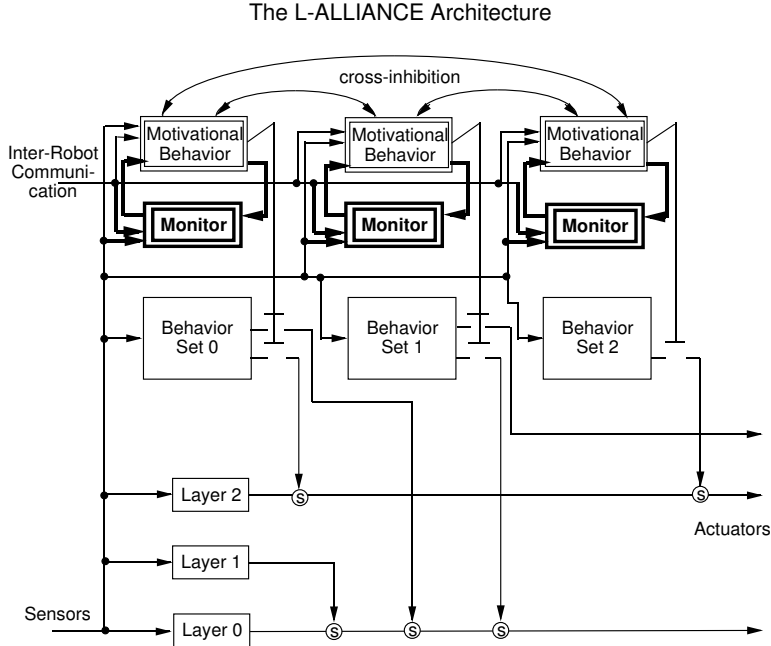 The L-ALLIANCE Architecture
cross-inhibition
Motivational
Behavior
Motivational
Behavior
Motivational
Behavior
Inter-Robot
Communi-
cation
Monitor
Monitor
Monitor
Behavior
Set 0
Behavior
Set 1
Behavior
Set 2
Layer 2
S
S
Actuators
Layer 1
Sensors
Layer 0
S
S
S